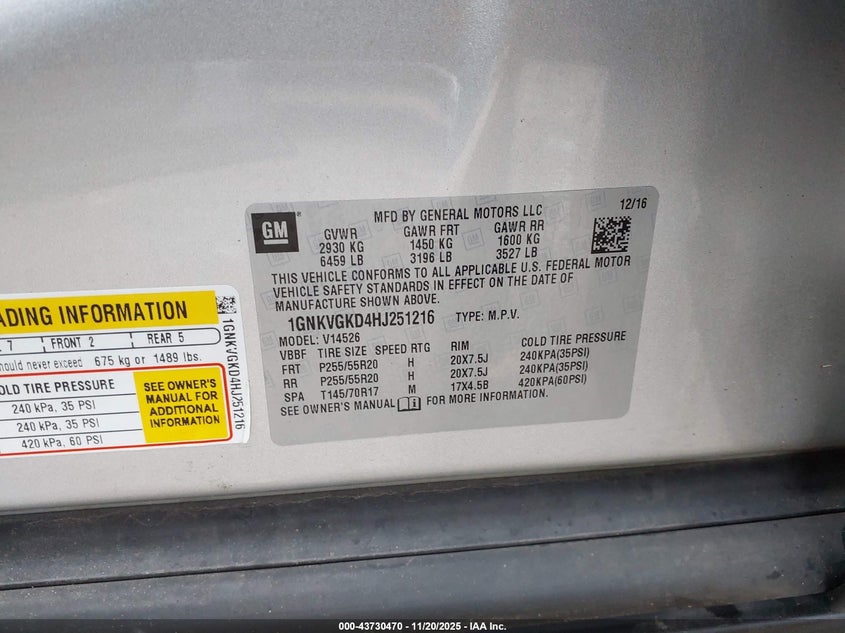 GM ®
MFD BY GENERAL MOTORS LLC 12/16
GVWR GAWR FRT GAWR RR
2930 KG 1450 KG 1600 KG
6459 LB 3196 LB 3527 LB
THIS VEHICLE CONFORMS TO ALL APPLICABLE U.S. FEDERAL MOTOR
VEHICLE SAFETY STANDARDS IN EFFECT ON THE DATE OF
MANUFACTURE SHOWN ABOVE.
1GNKVGKD4HJ251216 TYPE: M.P.V.
MODEL: V14526
VBBF TIRE SIZE SPEED RTG RIM COLD TIRE PRESSURE
FRT P255/55R20 H 20X7.5J 240KPA(35PSI)
RR P255/55R20 H 20X7.5J 240KPA(35PSI)
SPA T145/70R17 M 17X4.5B 420KPA(60PSI)
SEE OWNER'S MANUAL i FOR MORE INFORMATION.
ADING INFORMATION
7 FRONT 2 REAR 5
ould never exceed 675 kg or 1489 lbs.
OLD TIRE PRESSURE
240 kPa, 35 PSI
240 kPa, 35 PSI
420 kPa, 60 PSI
SEE OWNER'S
MANUAL FOR
ADDITIONAL
INFORMATION
1GNKVGKD4HJ251216
000-43730470 - 11/20/2025 - IAA Inc.